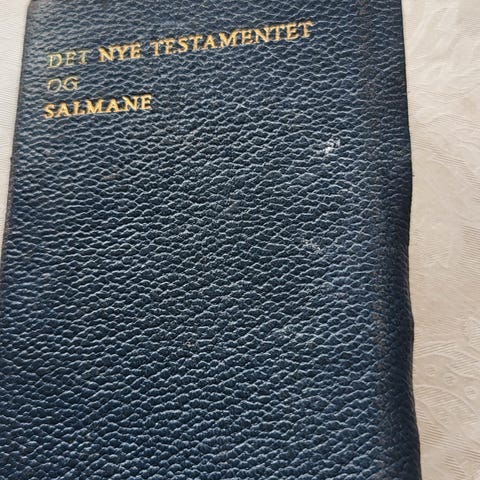 DET NYE TESTAMENTET
OG
SALMANE